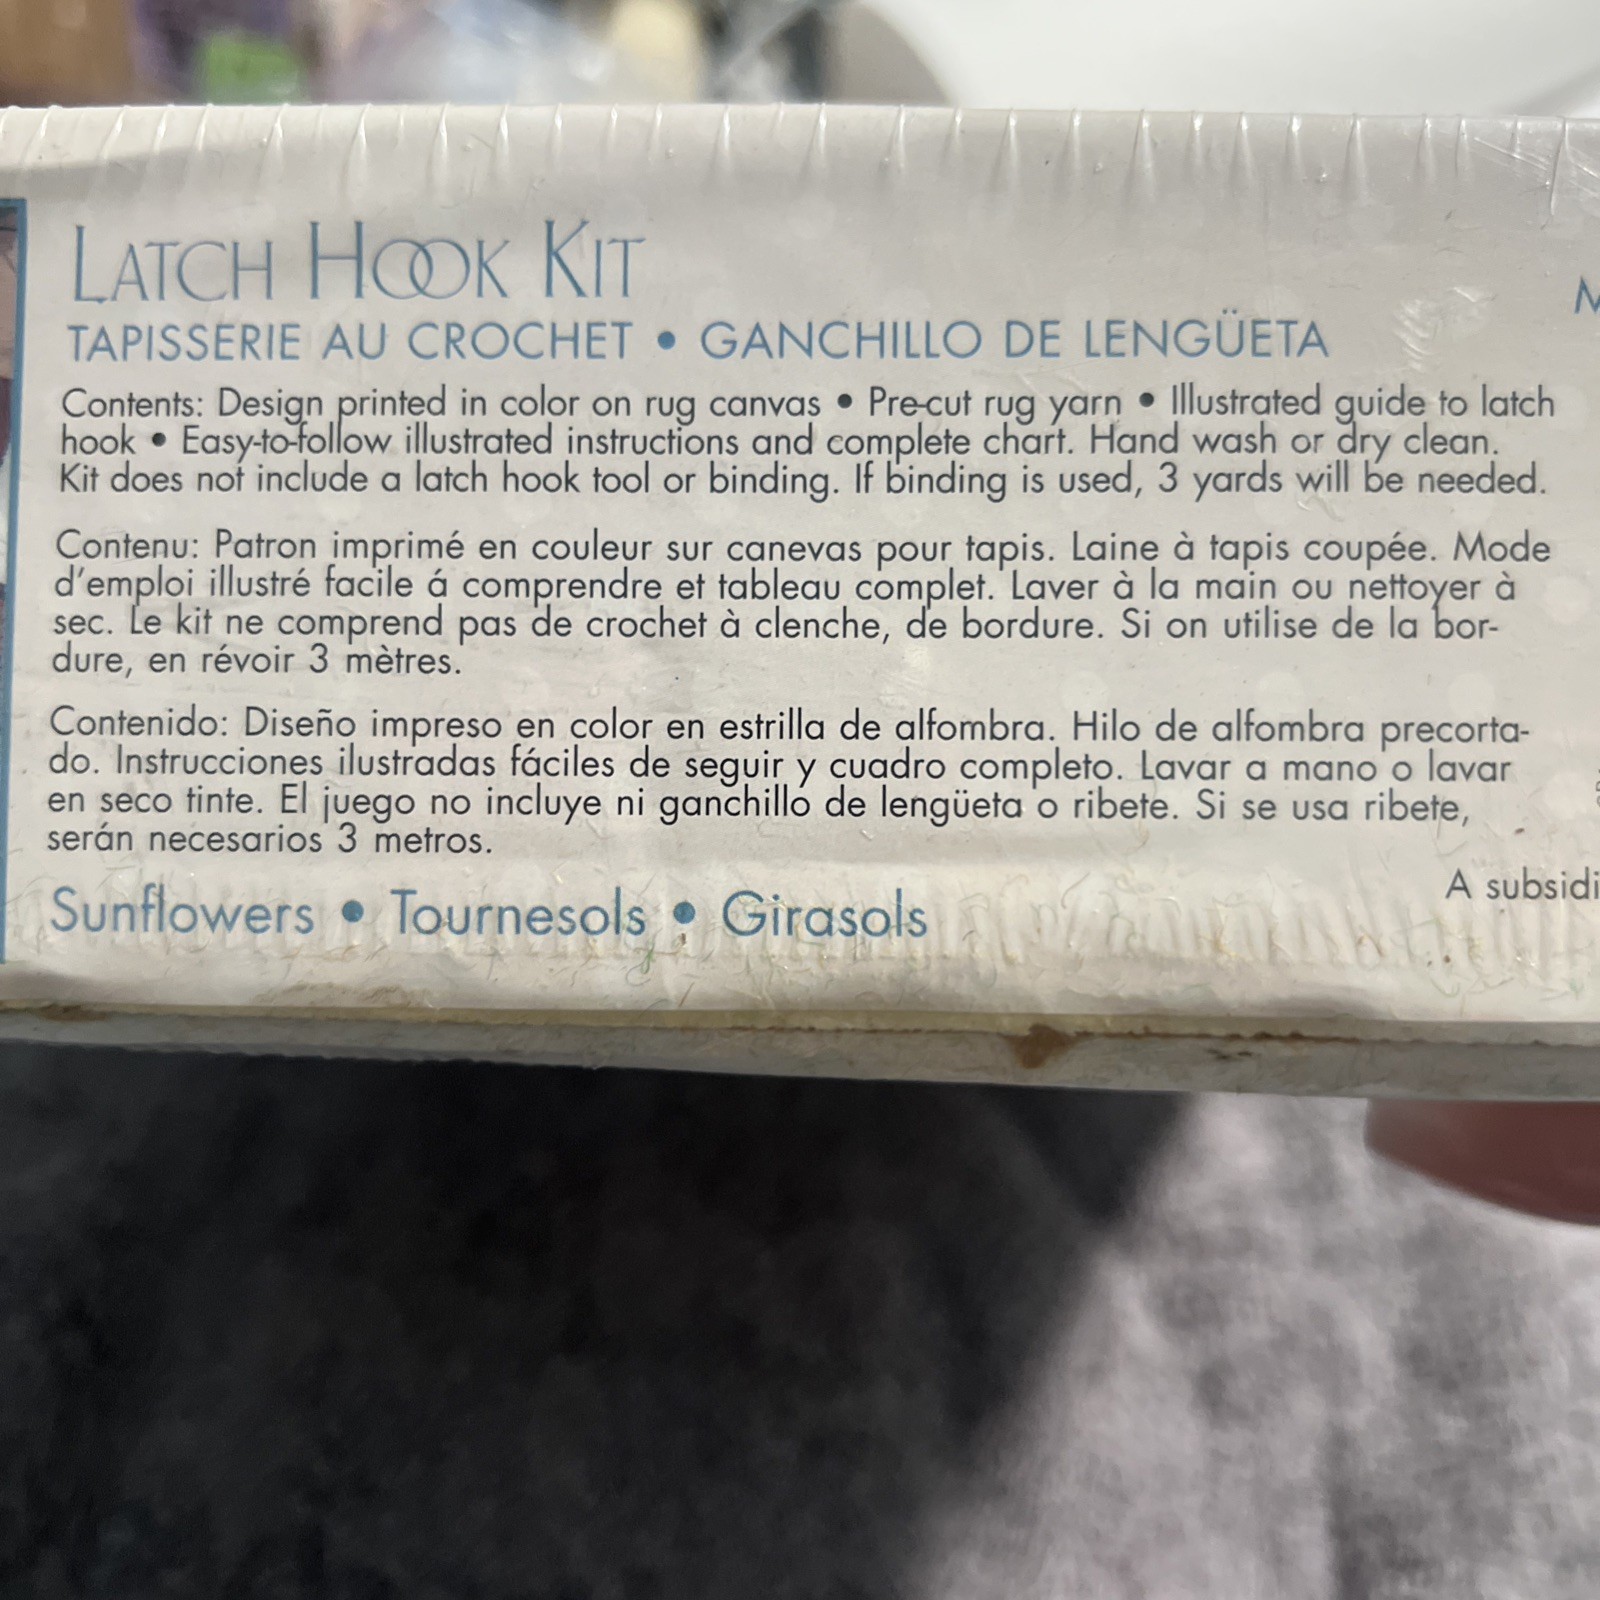 LATCH HOOK KIT
TAPISSERIE AU CROCHET • GANCHILLO DE LENGÜETA
Contents: Design printed in color on rug canvas • Pre-cut rug yarn • Illustrated guide to latch
hook • Easy-to-follow illustrated instructions and complete chart. Hand wash or dry clean.
Kit does not include a latch hook tool or binding. If binding is used, 3 yards will be needed.
Contenu: Patron imprimé en couleur sur canevas pour tapis. Laine à tapis coupée. Mode
d'emploi illustré facile á comprendre et tableau complet. Laver à la main ou nettoyer à
sec. Le kit ne comprend pas de crochet à clenche, de bordure. Si on utilise de la bor-
dure, en révoir 3 mètres.
Contenido: Diseño impreso en color en estrilla de alfombra. Hilo de alfombra precorta-
do. Instrucciones ilustradas fáciles de seguir y cuadro completo. Lavar a mano o lavar
en seco tinte. El juego no incluye ni ganchillo de lengüeta o ribete. Si se usa ribete,
serán necesarios 3 metros.
A subsidi
Sunflowers • Tournesols • Girasols